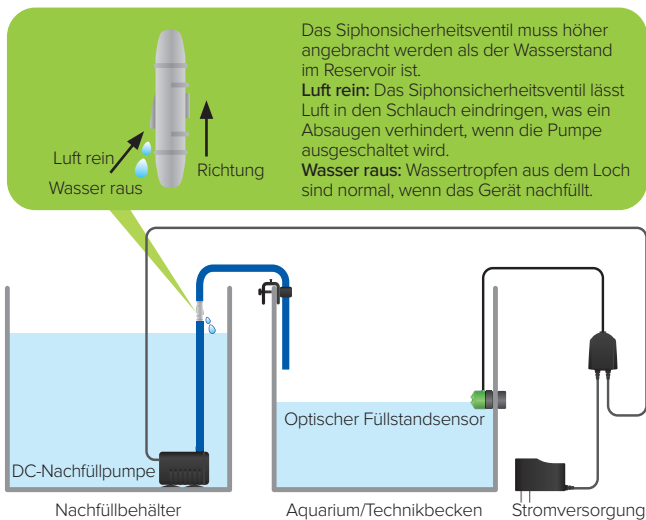 Das Siphonsicherheitsventil muss höher
angebracht werden als der Wasserstand
im Reservoir ist.
Luft rein: Das Siphonsicherheitsventil lässt
Luft in den Schlauch eindringen, was ein
Absaugen verhindert, wenn die Pumpe
ausgeschaltet wird.
Wasser raus: Wassertropfen aus dem Loch
sind normal, wenn das Gerät nachfüllt.
Luft rein
Wasser raus
Richtung
Optischer Füllstandsensor
DC-Nachfüllpumpe
Nachfüllbehälter
Aquarium/Technikbecken
Stromversorgung